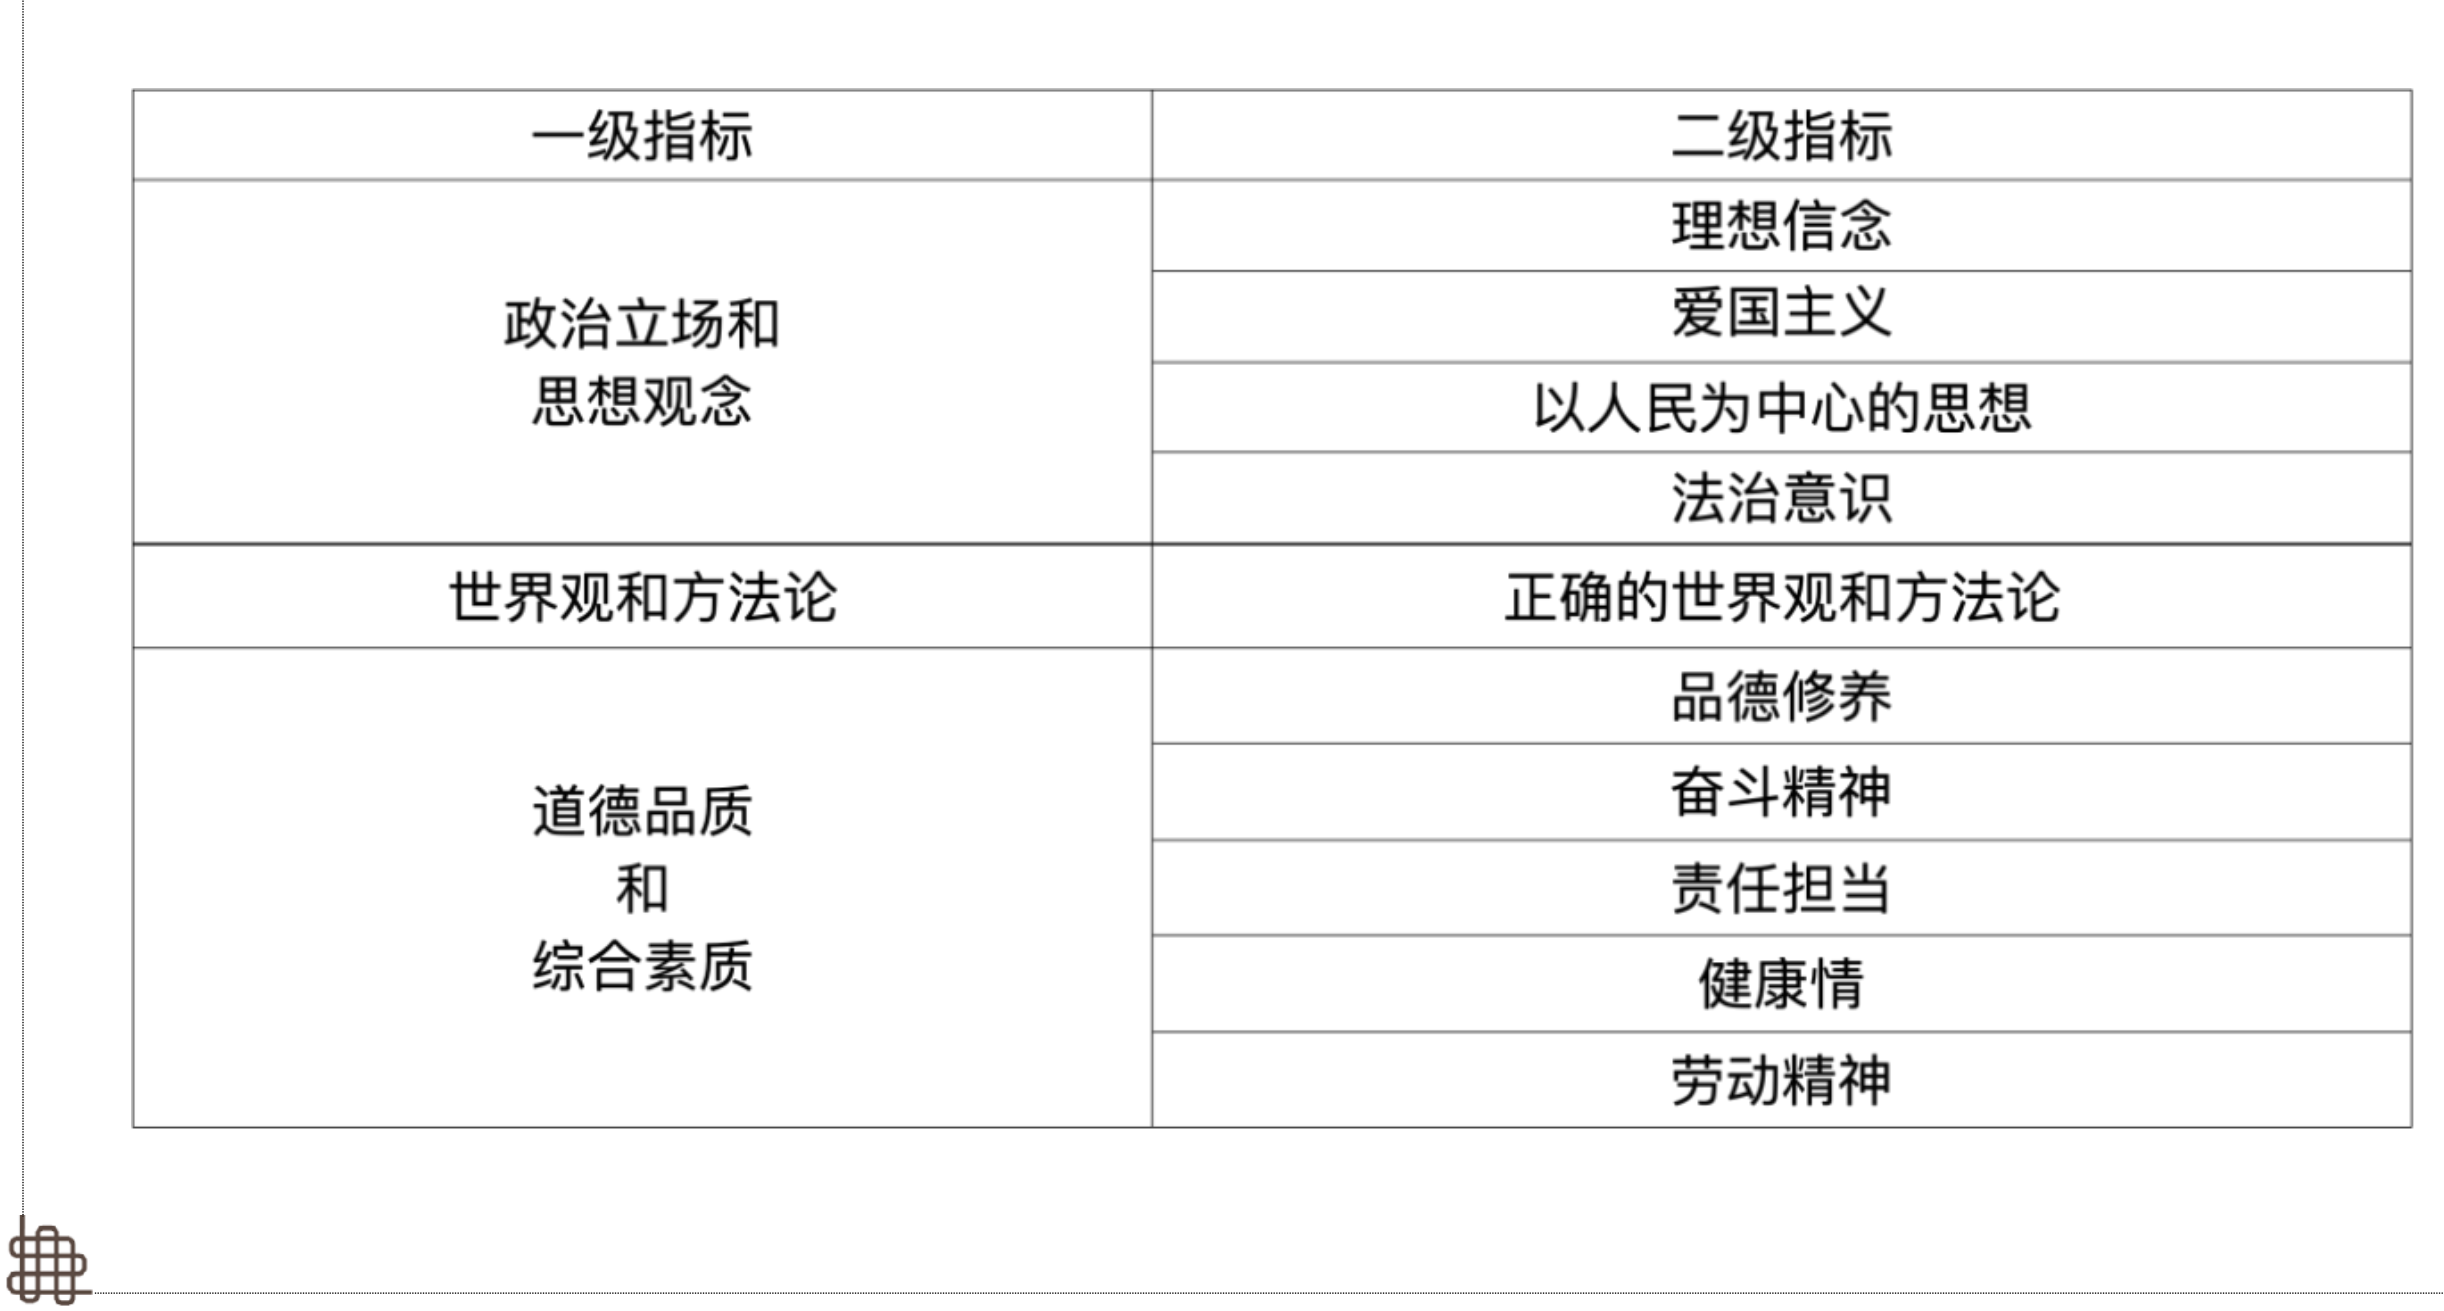 一级指标
二级指标
政治立场和
思想观念
理想信念
爱国主义
以人民为中心的思想
法治意识
世界观和方法论
正确的世界观和方法论
道德品质
和
综合素质
品德修养
奋斗精神
责任担当
健康情
劳动精神